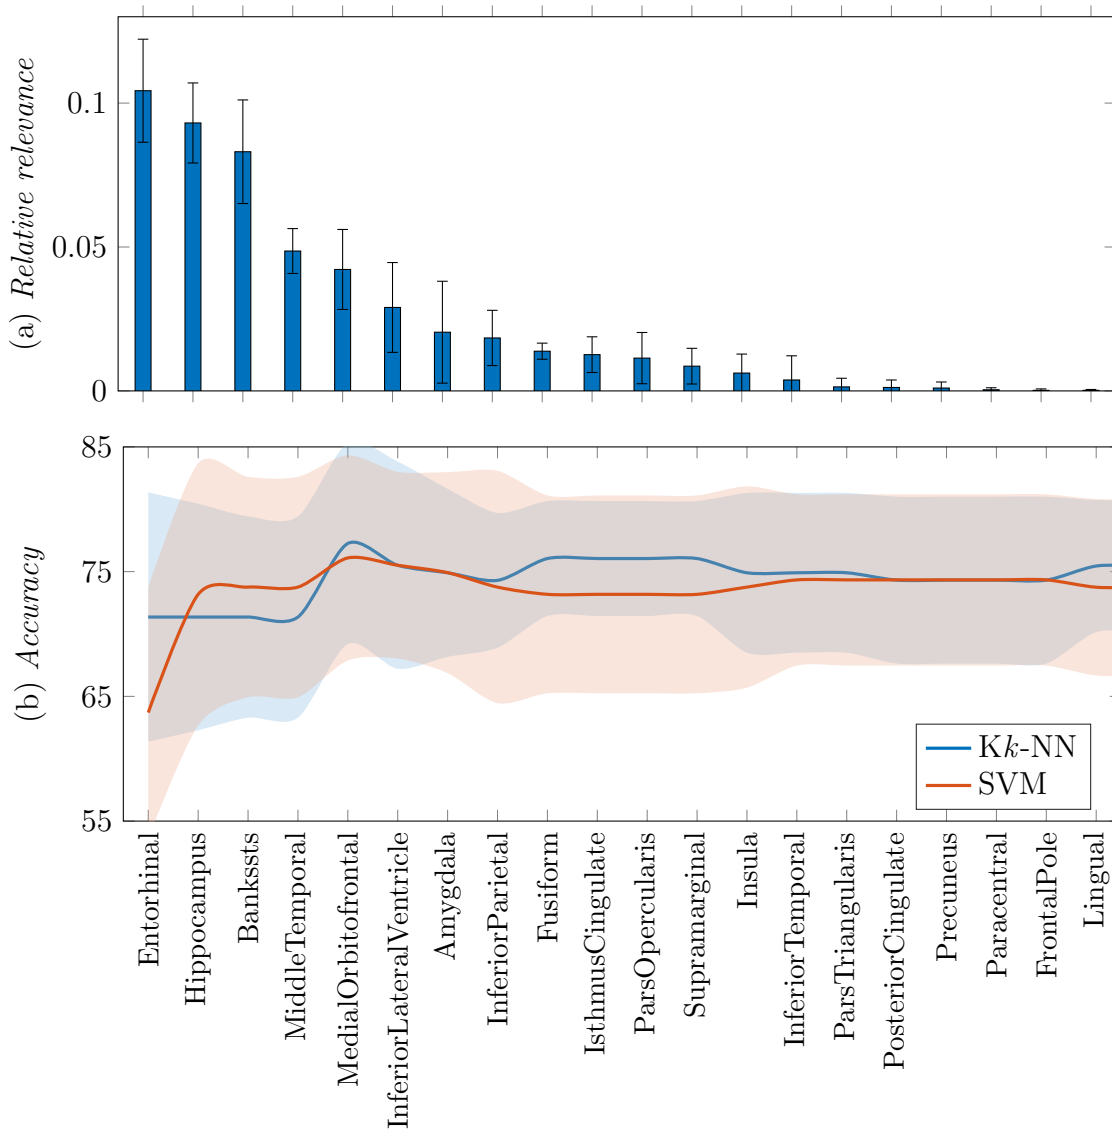 (a) Relative relevance
0.1
0.05
0
(b) Accuracy
85
75
65
55
Kk-NN
SVM
Entorhinal
Hippocampus
Bankssts
MiddleTemporal
MedialOrbitofrontal
InferiorLateralVentricle
Amygdala
InferiorParietal
Fusiform
IsthmusCingulate
ParsOpercularis
Supramarginal
Insula
InferiorTemporal
ParsTriangularis
PosteriorCingulate
Precuneus
Paracentral
FrontalPole
Lingual